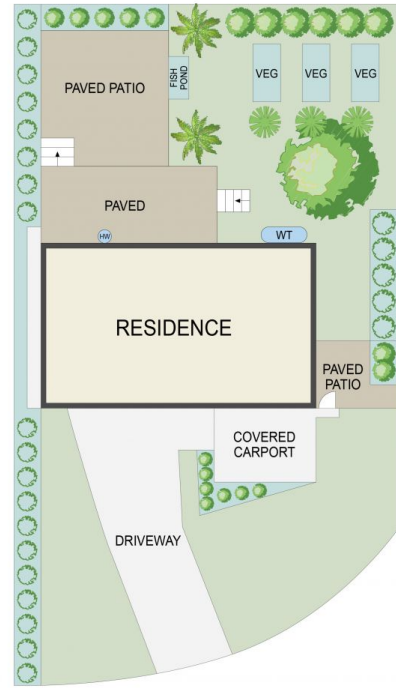 PAVED PATIO
FISH
POND
VEG
VEG
VEG
PAVED
HW
WT
RESIDENCE
PAVED
PATIO
COVERED
CARPORT
DRIVEWAY